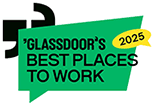 'GLASSDOOR'S
2025
BEST PLACES
TO WORK